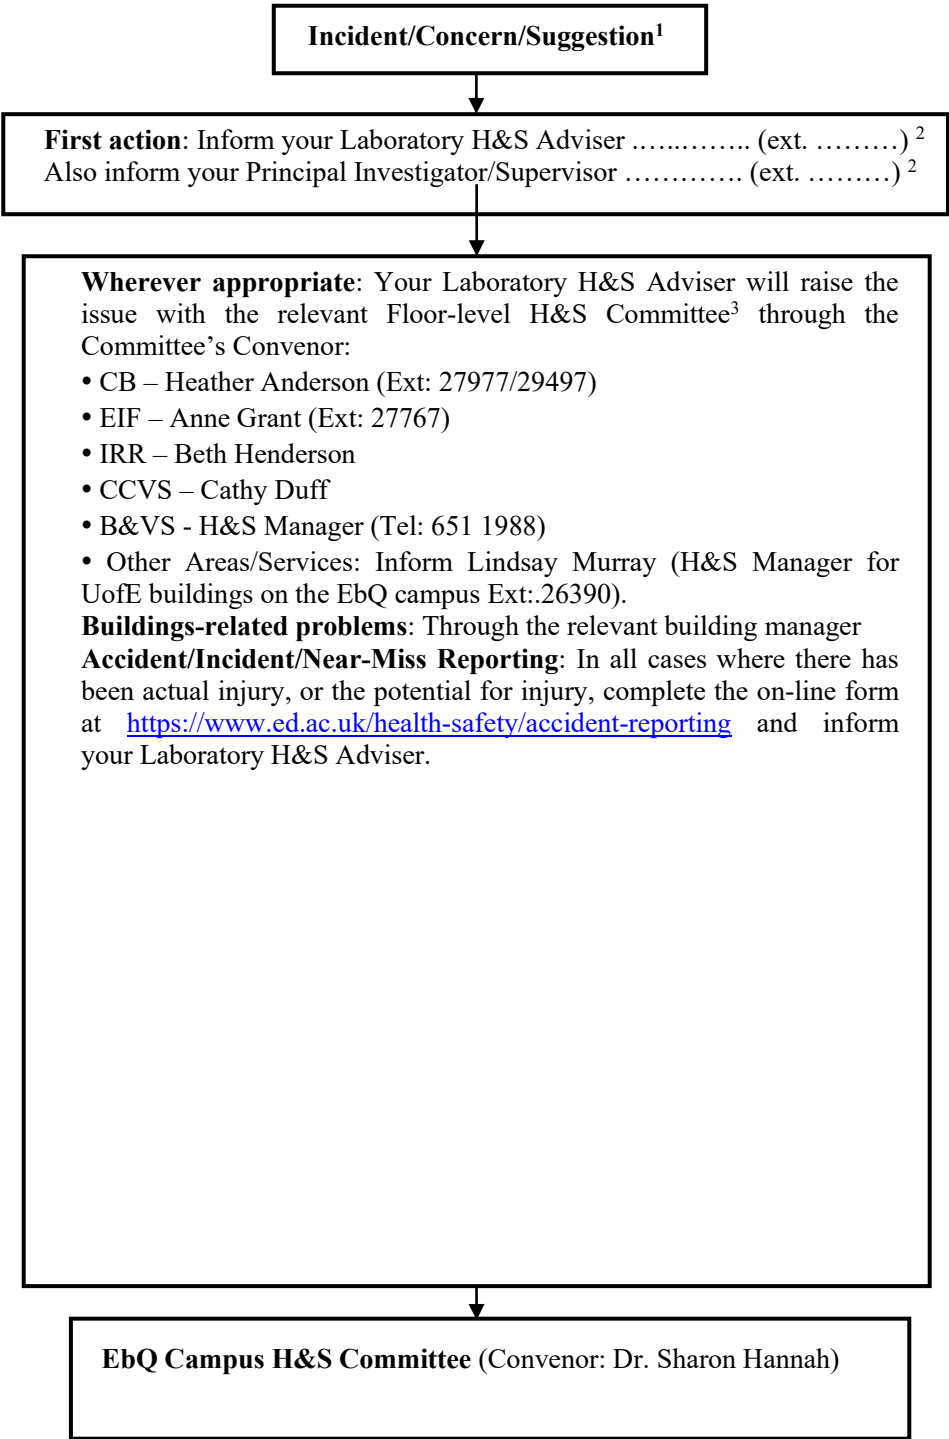 Incident/Concern/Suggestion¹
First action: Inform your Laboratory H&S Adviser …..…….. (ext. ………) ²
Also inform your Principal Investigator/Supervisor …………. (ext. ………) ²
Wherever appropriate: Your Laboratory H&S Adviser will raise the
issue with the relevant Floor-level H&S Committee³ through the
Committee’s Convenor:
• CB – Heather Anderson (Ext: 27977/29497)
• EIF – Anne Grant (Ext: 27767)
• IRR – Beth Henderson
• CCVS – Cathy Duff
• B&VS - H&S Manager (Tel: 651 1988)
• Other Areas/Services: Inform Lindsay Murray (H&S Manager for
UofE buildings on the EbQ campus Ext:.26390).
Buildings-related problems: Through the relevant building manager
Accident/Incident/Near-Miss Reporting: In all cases where there has
been actual injury, or the potential for injury, complete the on-line form
at https://www.ed.ac.uk/health-safety/accident-reporting and inform
your Laboratory H&S Adviser.
EbQ Campus H&S Committee (Convenor: Dr. Sharon Hannah)